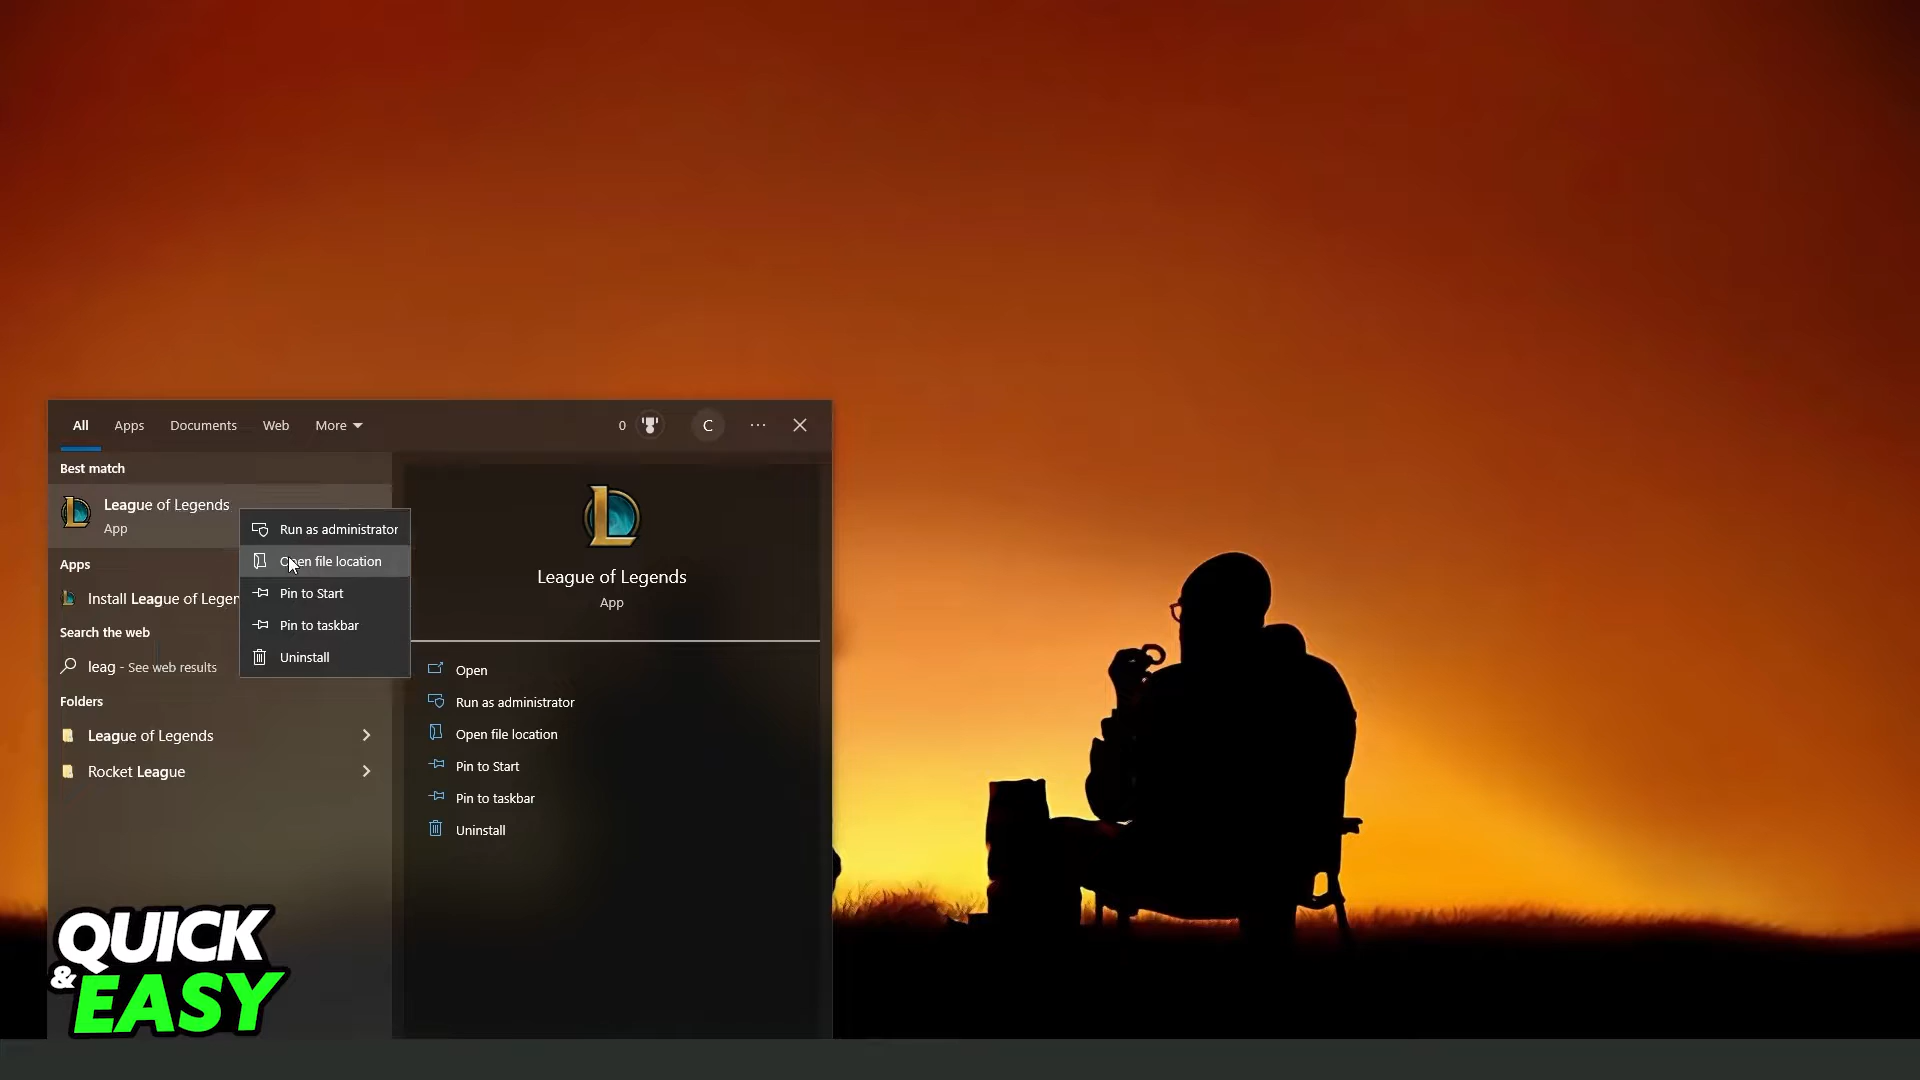 All Apps Documents Web More 0 C
Best match
League of Legends
App
Run as administrator
Open file location
Pin to Start
Pin to taskbar
Uninstall
Apps
Install League of Legen
Search the web
leag - See web results
Folders
League of Legends
Rocket League
League of Legends
App
Open
Run as administrator
Open file location
Pin to Start
Pin to taskbar
Uninstall
QUICK
& EASY